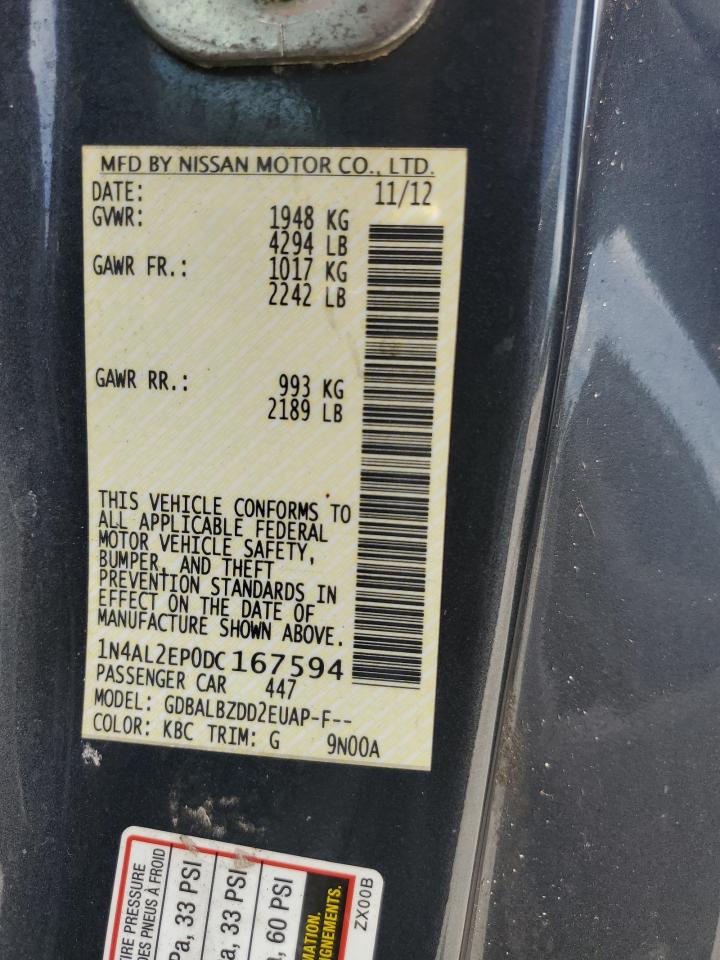 MFD BY NISSAN MOTOR CO., LTD.
DATE: 11/12
GVWR: 1948 KG
4294 LB
GAWR FR.: 1017 KG
2242 LB
GAWR RR.: 993 KG
2189 LB
THIS VEHICLE CONFORMS TO
ALL APPLICABLE FEDERAL
MOTOR VEHICLE SAFETY,
BUMPER, AND THEFT
PREVENTION STANDARDS IN
EFFECT ON THE DATE OF
MANUFACTURE SHOWN ABOVE.
1N4AL2EP0DC167594
PASSENGER CAR 447
MODEL: GDBALBZDD2EUAP-F--
COLOR: KBC TRIM: G 9N00A
PRESSURE
DES PNEUS À FROID
33 PSI
33 PSI
60 PSI
ZX00B